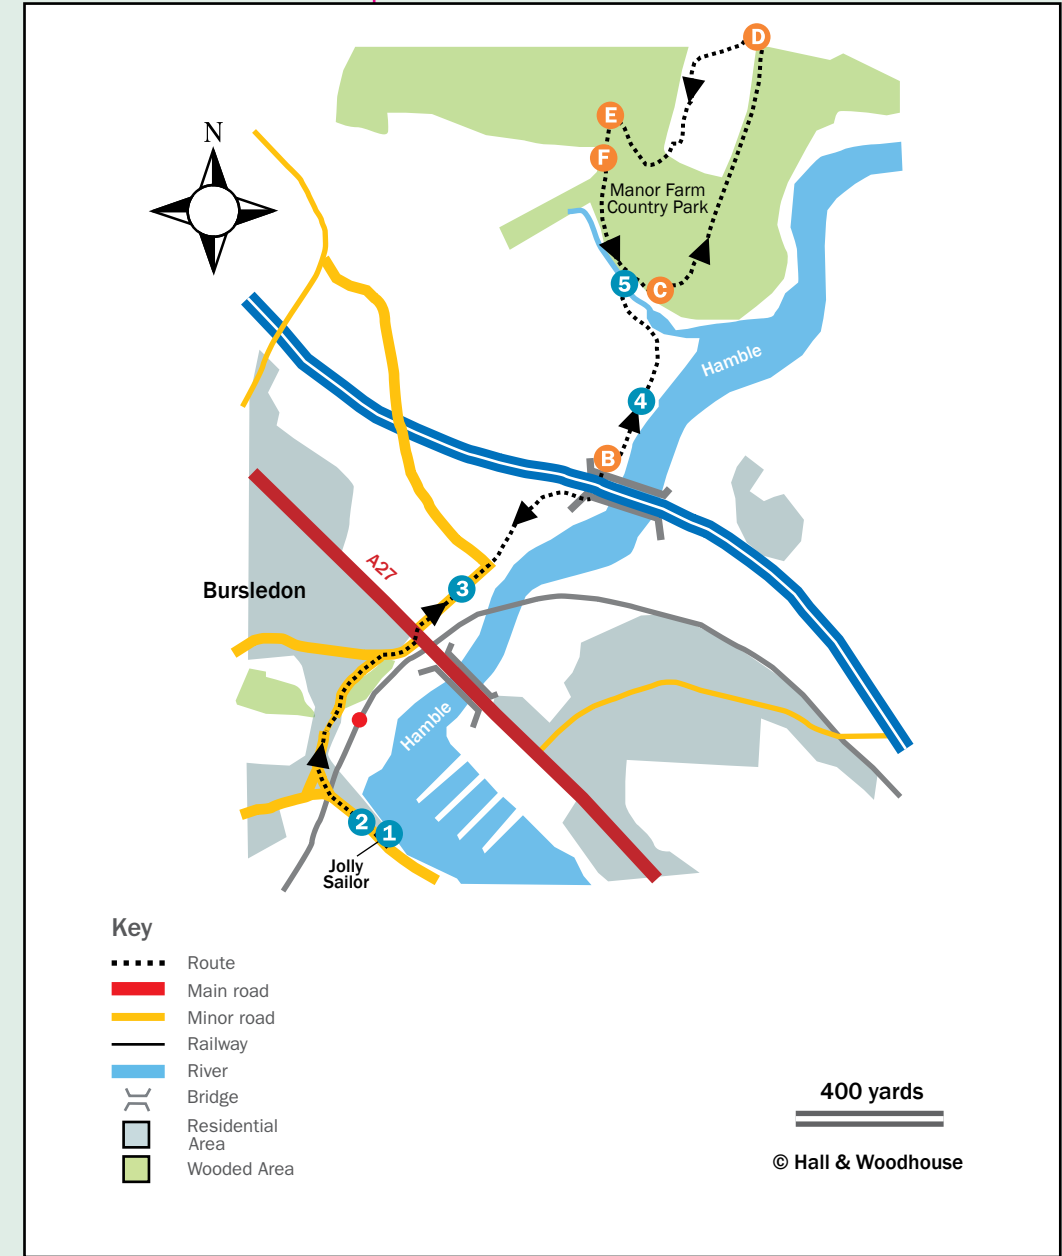 D
E
F
N
Manor Farm
Country Park
5
C
Hamble
4
B
A27
3
Bursledon
Hamble
2
1
Jolly
Sailor
Key
Route
Main road
Minor road
Railway
River
Bridge
Residential
Area
Wooded Area
400 yards
© Hall & Woodhouse